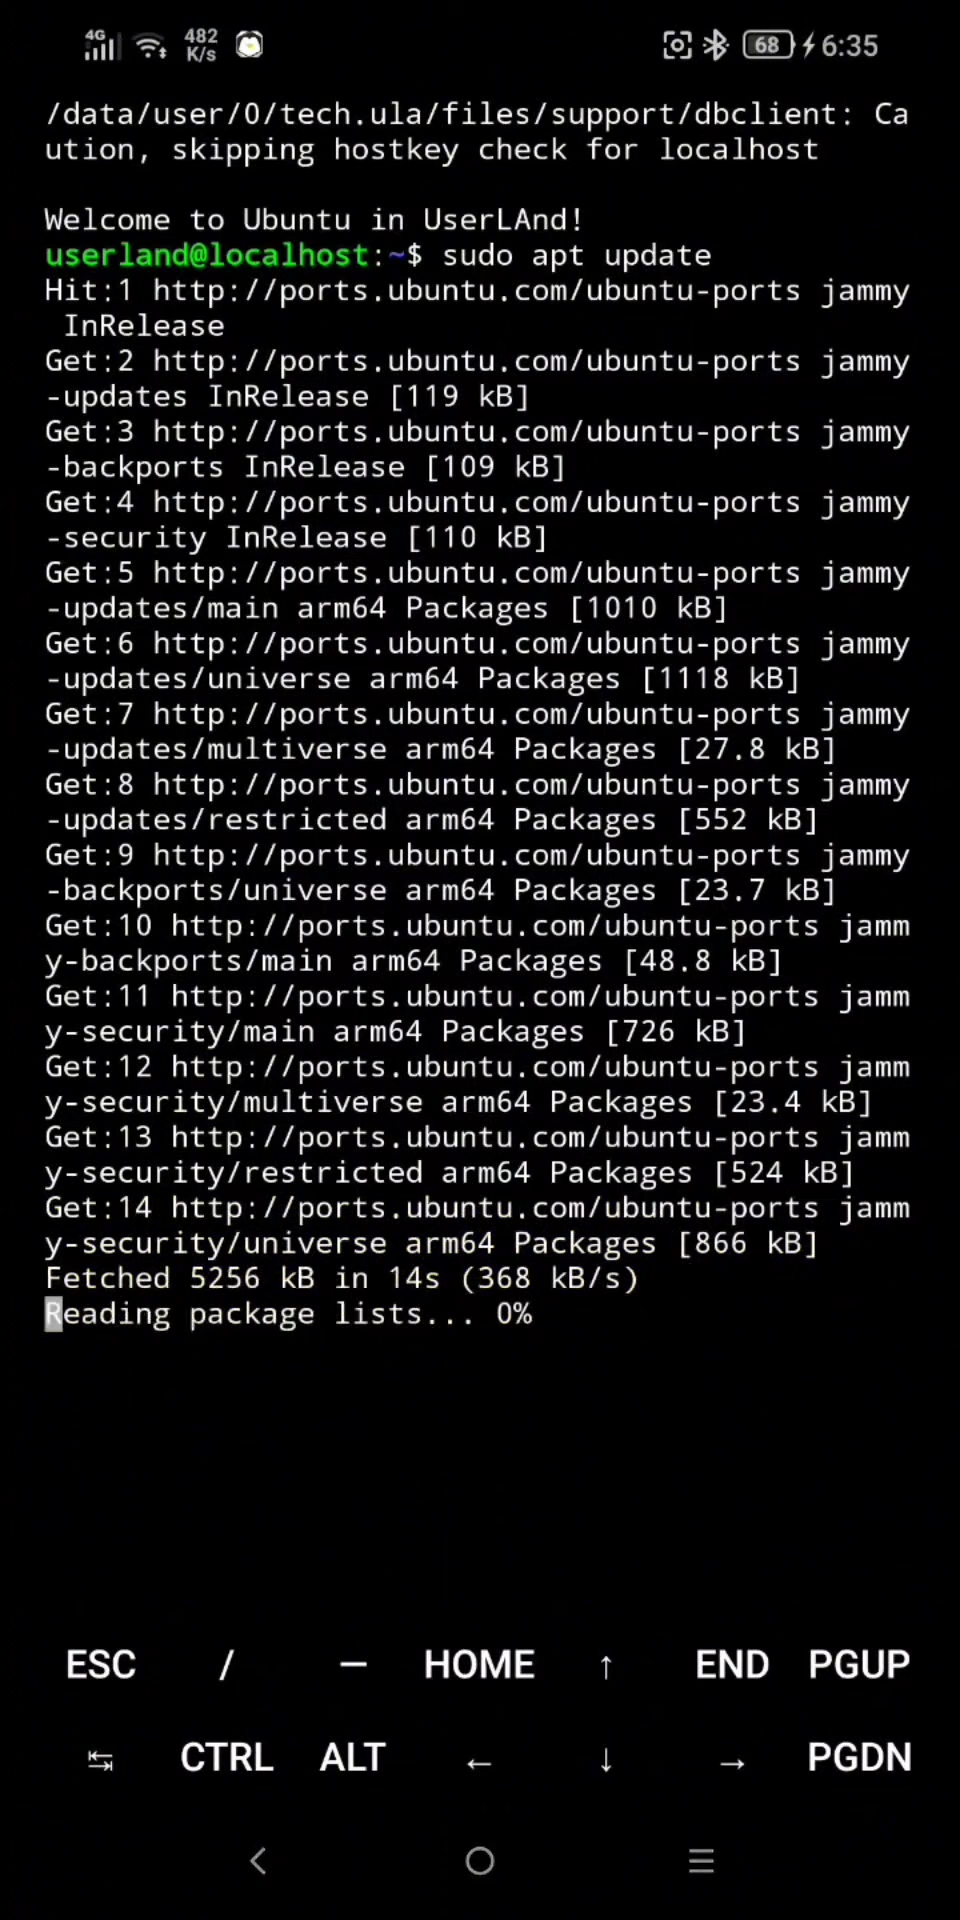 4G
482
K/s
68
6:35
/data/user/0/tech.ula/files/support/dbclient: Ca
ution, skipping hostkey check for localhost
Welcome to Ubuntu in UserLAnd!
userland@localhost:~$ sudo apt update
Hit:1 http://ports.ubuntu.com/ubuntu-ports jammy
 InRelease
Get:2 http://ports.ubuntu.com/ubuntu-ports jammy
-updates InRelease [119 kB]
Get:3 http://ports.ubuntu.com/ubuntu-ports jammy
-backports InRelease [109 kB]
Get:4 http://ports.ubuntu.com/ubuntu-ports jammy
-security InRelease [110 kB]
Get:5 http://ports.ubuntu.com/ubuntu-ports jammy
-updates/main arm64 Packages [1010 kB]
Get:6 http://ports.ubuntu.com/ubuntu-ports jammy
-updates/universe arm64 Packages [1118 kB]
Get:7 http://ports.ubuntu.com/ubuntu-ports jammy
-updates/multiverse arm64 Packages [27.8 kB]
Get:8 http://ports.ubuntu.com/ubuntu-ports jammy
-updates/restricted arm64 Packages [552 kB]
Get:9 http://ports.ubuntu.com/ubuntu-ports jammy
-backports/universe arm64 Packages [23.7 kB]
Get:10 http://ports.ubuntu.com/ubuntu-ports jamm
y-backports/main arm64 Packages [48.8 kB]
Get:11 http://ports.ubuntu.com/ubuntu-ports jamm
y-security/main arm64 Packages [726 kB]
Get:12 http://ports.ubuntu.com/ubuntu-ports jamm
y-security/multiverse arm64 Packages [23.4 kB]
Get:13 http://ports.ubuntu.com/ubuntu-ports jamm
y-security/restricted arm64 Packages [524 kB]
Get:14 http://ports.ubuntu.com/ubuntu-ports jamm
y-security/universe arm64 Packages [866 kB]
Fetched 5256 kB in 14s (368 kB/s)
Reading package lists... 0%
ESC / — HOME ↑ END PGUP
↹ CTRL ALT ← ↓ → PGDN